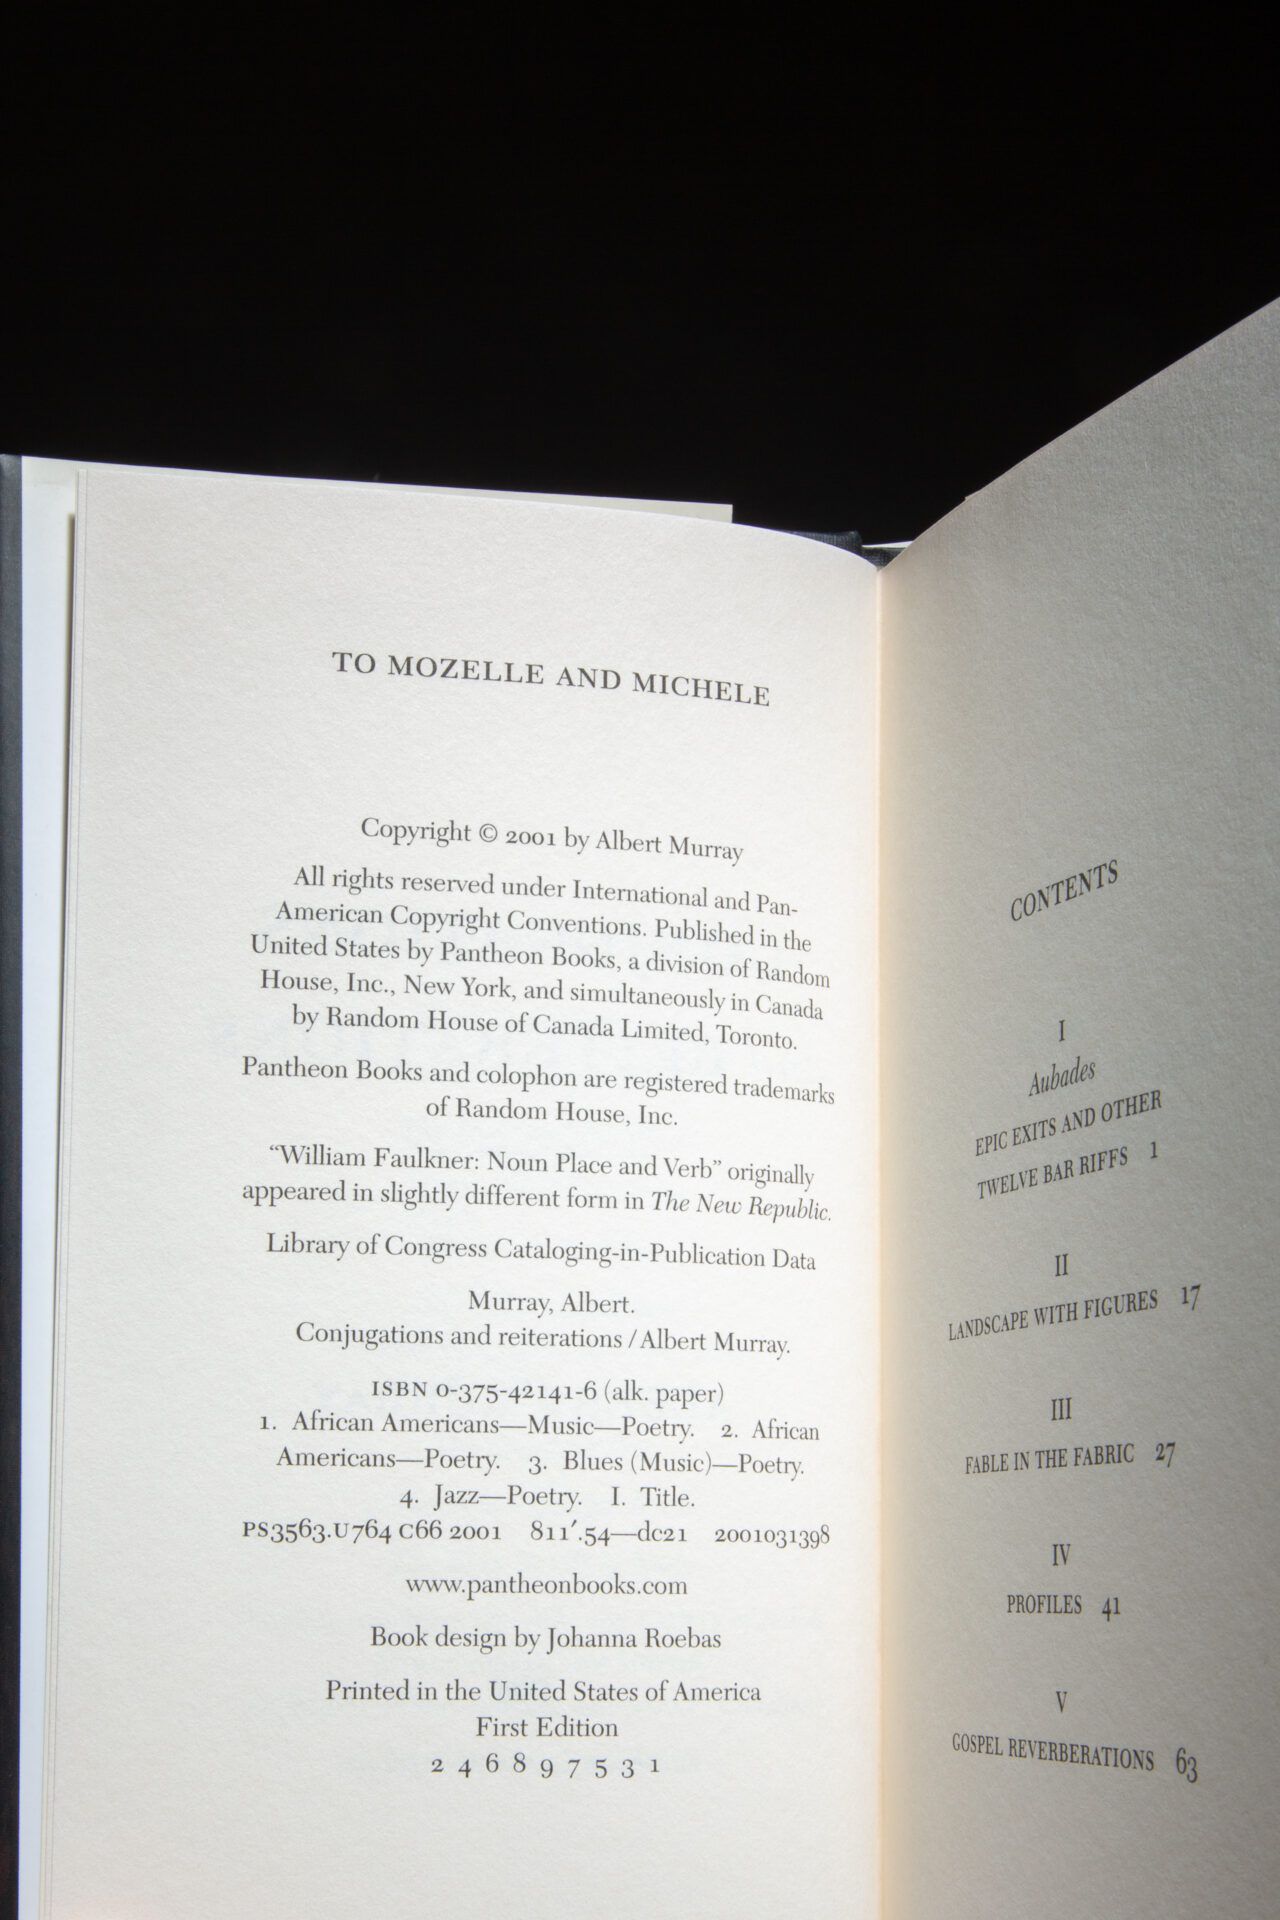 TO MOZELLE AND MICHELE
Copyright © 2001 by Albert Murray
All rights reserved under International and Pan-
American Copyright Conventions. Published in the
United States by Pantheon Books, a division of Random
House, Inc., New York, and simultaneously in Canada
by Random House of Canada Limited, Toronto.
Pantheon Books and colophon are registered trademarks
of Random House, Inc.
“William Faulkner: Noun Place and Verb” originally
appeared in slightly different form in The New Republic.
Library of Congress Cataloging-in-Publication Data
Murray, Albert.
Conjugations and reiterations / Albert Murray.
ISBN 0-375-42141-6 (alk. paper)
1. African Americans—Music—Poetry. 2. African
Americans—Poetry. 3. Blues (Music)—Poetry.
4. Jazz—Poetry. I. Title.
PS3563.U764 C66 2001 811′.54—dc21 2001031398
www.pantheonbooks.com
Book design by Johanna Roebas
Printed in the United States of America
First Edition
2 4 6 8 9 7 5 3 1
CONTENTS
I
Aubades
EPIC EXITS AND OTHER
TWELVE BAR RIFFS 1
II
LANDSCAPE WITH FIGURES 17
III
FABLE IN THE FABRIC 27
IV
PROFILES 41
V
GOSPEL REVERBERATIONS 63